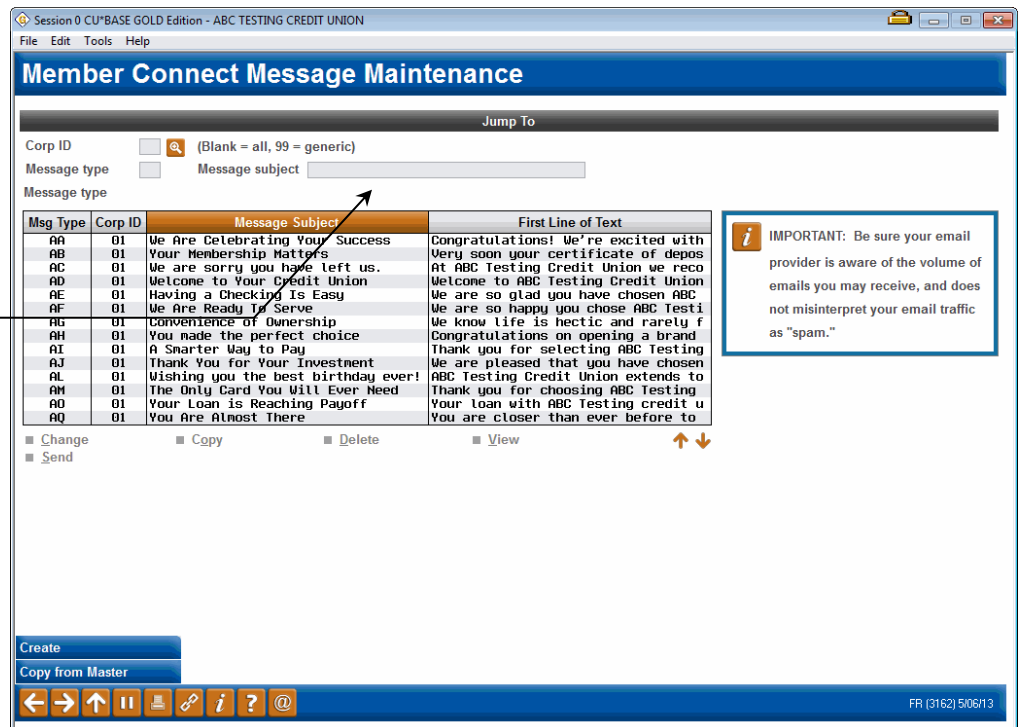 Session 0 CU*BASE GOLD Edition - ABC TESTING CREDIT UNION
File Edit Tools Help
Member Connect Message Maintenance
Jump To
Corp ID (Blank = all, 99 = generic)
Message type Message subject
Message type
Msg Type Corp ID Message Subject First Line of Text
AA 01 We Are Celebrating Your Success Congratulations! We're excited with
AB 01 Your Membership Matters Very soon your certificate of depos
AC 01 We are sorry you have left us. At ABC Testing Credit Union we reco
AD 01 Welcome to Your Credit Union Welcome to ABC Testing Credit Union
AE 01 Having a Checking Is Easy We are so glad you have chosen ABC
AF 01 We Are Ready To Serve We are so happy you chose ABC Testi
AG 01 Convenience of Ownership We know life is hectic and rarely f
AH 01 You made the perfect choice Congratulations on opening a brand
AI 01 A Smarter Way to Pay Thank you for selecting ABC Testing
AJ 01 Thank You for Your Investment We are pleased that you have chosen
AL 01 Wishing you the best birthday ever! ABC Testing Credit Union extends to
AM 01 The Only Card You Will Ever Need Thank you for choosing ABC Testing
AO 01 Your Loan is Reaching Payoff Your loan with ABC Testing credit u
AQ 01 You Are Almost There You are closer than ever before to
IMPORTANT: Be sure your email
provider is aware of the volume of
emails you may receive, and does
not misinterpret your email traffic
as "spam."
Change Copy Delete View
Send
Create
Copy from Master
FR (3162) 5/06/13